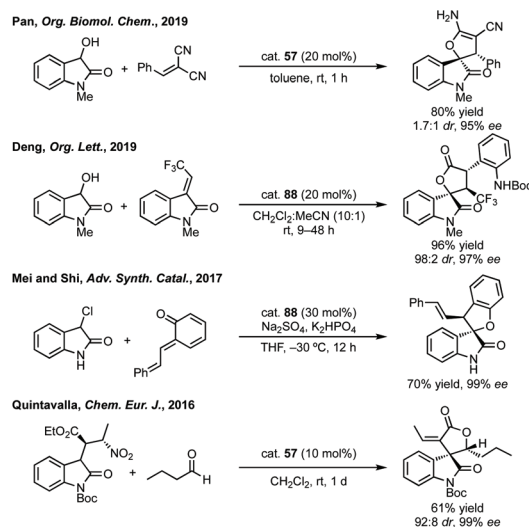 Pan, Org. Biomol. Chem., 2019
OH
O
N
Me
+
Ph
CN
CN
cat. 57 (20 mol%)
toluene, rt, 1 h
H₂N
CN
O
Ph
O
N
Me
80% yield
1.7:1 dr, 95% ee
Deng, Org. Lett., 2019
OH
O
N
Me
+
F₃C
O
N
Me
cat. 88 (20 mol%)
CH₂Cl₂:MeCN (10:1)
rt, 9–48 h
O
O
NHBoc
CF₃
O
N
Me
96% yield
98:2 dr, 97% ee
Mei and Shi, Adv. Synth. Catal., 2017
Cl
O
N
H
+
O
Ph
cat. 88 (30 mol%)
Na₂SO₄, K₂HPO₄
THF, –30 ºC, 12 h
Ph
O
O
N
H
70% yield, 99% ee
Quintavalla, Chem. Eur. J., 2016
EtO₂C
NO₂
O
N
Boc
+
O
cat. 57 (10 mol%)
CH₂Cl₂, rt, 1 d
O
O
H
O
N
Boc
61% yield
92:8 dr, 99% ee